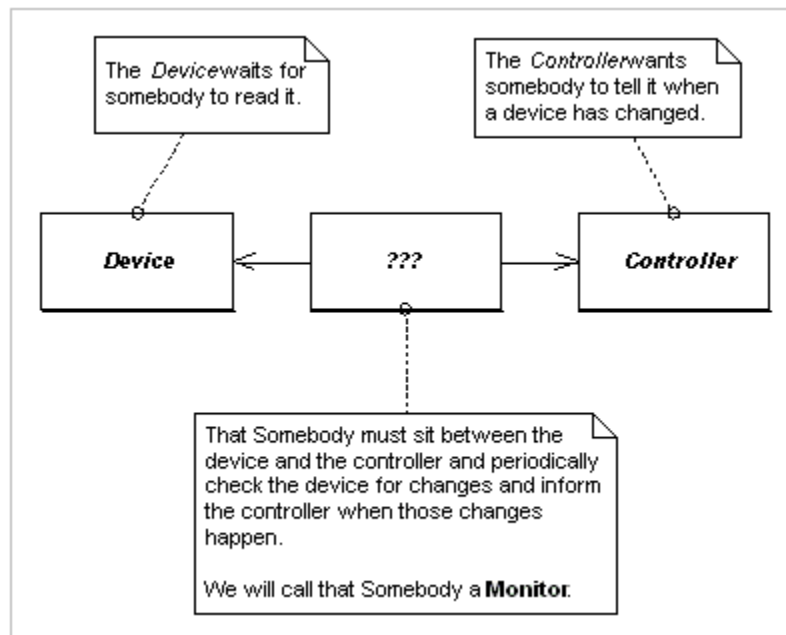 The Devicewaits for
somebody to read it.
The Controllerwants
somebody to tell it when
a device has changed.
Device
???
Controller
That Somebody must sit between the
device and the controller and periodically
check the device for changes and inform
the controller when those changes
happen.
We will call that Somebody a Monitor.